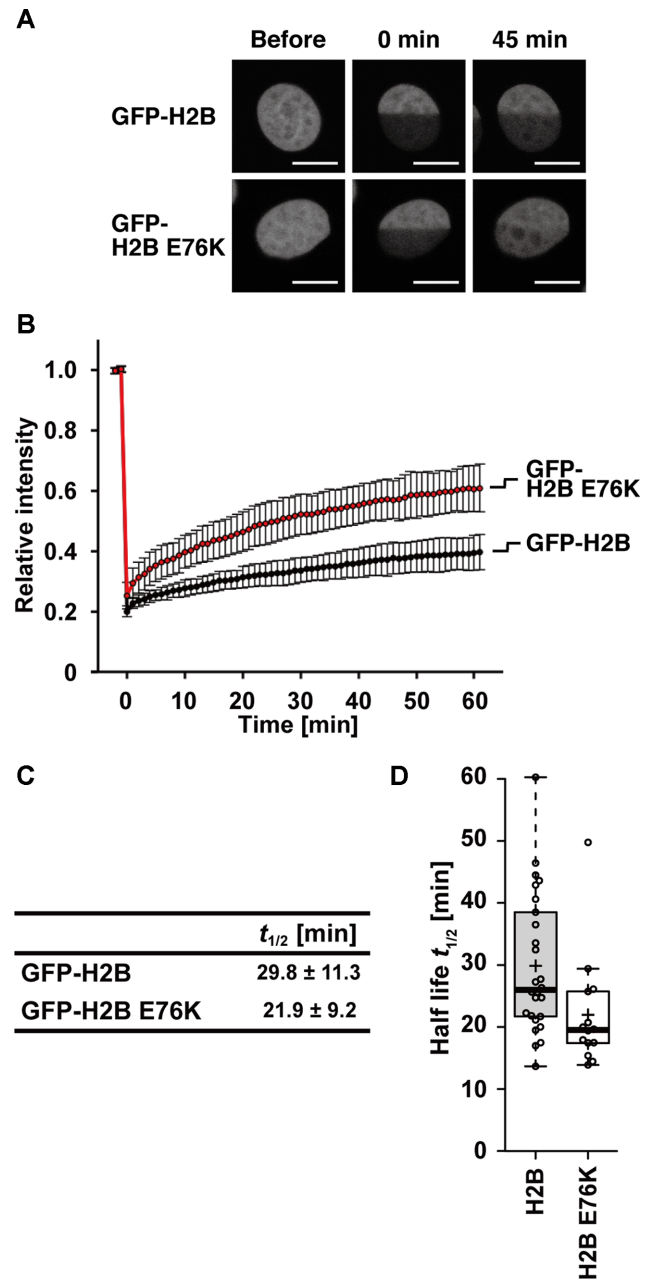 A
Before 0 min 45 min
GFP-H2B
GFP-
H2B E76K
B
Relative intensity
1.0
0.8
0.6
0.4
0.2
0
GFP-
H2B E76K
GFP-H2B
0 10 20 30 40 50 60
Time [min]
C
t1/2 [min]
GFP-H2B 29.8 ± 11.3
GFP-H2B E76K 21.9 ± 9.2
D
Half life t1/2 [min]
60
50
40
30
20
10
0
H2B
H2B E76K